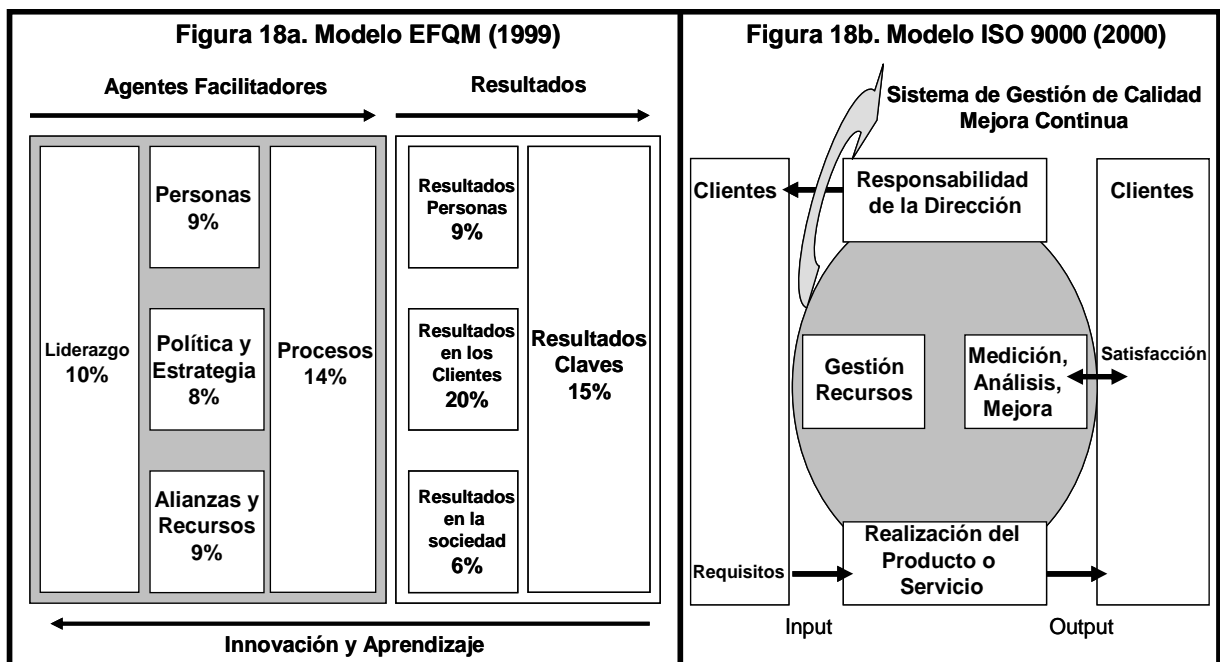 Figura 18a. Modelo EFQM (1999)
Agentes Facilitadores
Resultados
Liderazgo
10%
Personas
9%
Política y
Estrategia
8%
Alianzas y
Recursos
9%
Procesos
14%
Resultados
Personas
9%
Resultados
en los
Clientes
20%
Resultados
en la
sociedad
6%
Resultados
Claves
15%
Innovación y Aprendizaje
Figura 18b. Modelo ISO 9000 (2000)
Sistema de Gestión de Calidad
Mejora Continua
Clientes
Responsabilidad
de la Dirección
Clientes
Gestión
Recursos
Medición,
Análisis,
Mejora
Satisfacción
Requisitos
Realización del
Producto o
Servicio
Input
Output